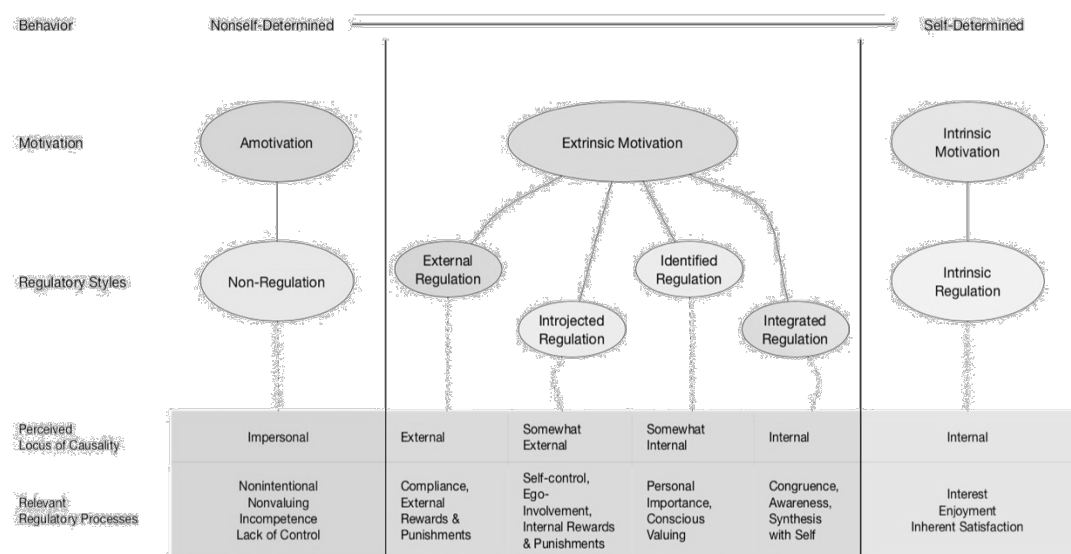 Behavior
Nonself-Determined
Self-Determined
Motivation
Amotivation
Extrinsic Motivation
Intrinsic
Motivation
Regulatory Styles
Non-Regulation
External
Regulation
Introjected
Regulation
Identified
Regulation
Integrated
Regulation
Intrinsic
Regulation
Perceived
Locus of Causality
Impersonal
External
Somewhat
External
Somewhat
Internal
Internal
Internal
Relevant
Regulatory Processes
Nonintentional
Nonvaluing
Incompetence
Lack of Control
Compliance,
External
Rewards &
Punishments
Self-control,
Ego-
Involvement,
Internal Rewards
& Punishments
Personal
Importance,
Conscious
Valuing
Congruence,
Awareness,
Synthesis
with Self
Interest
Enjoyment
Inherent Satisfaction